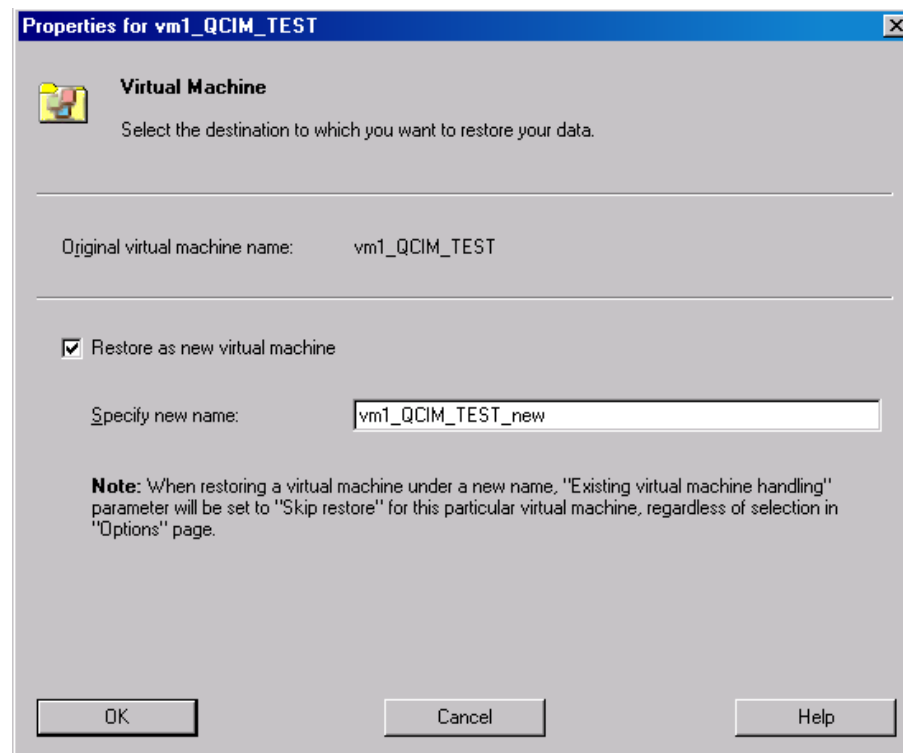 Properties for vm1_QCIM_TEST
Virtual Machine
Select the destination to which you want to restore your data.
Original virtual machine name: vm1_QCIM_TEST
Restore as new virtual machine
Specify new name: vm1_QCIM_TEST_new
Note: When restoring a virtual machine under a new name, "Existing virtual machine handling"
parameter will be set to "Skip restore" for this particular virtual machine, regardless of selection in
"Options" page.
OK Cancel Help